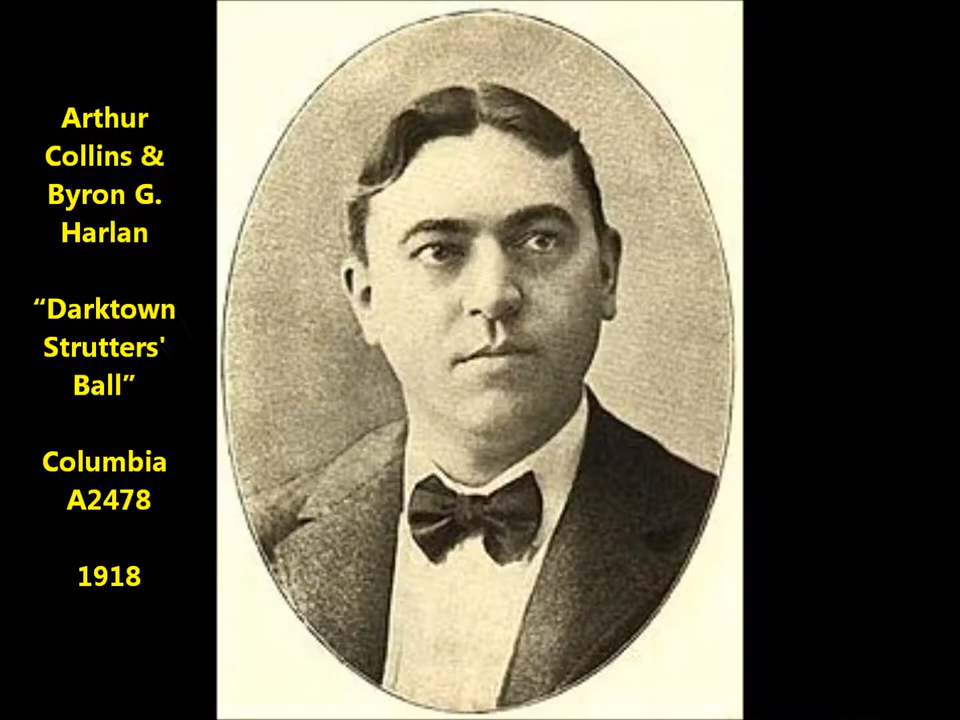 Arthur
Collins &
Byron G.
Harlan
“Darktown
Strutters'
Ball”
Columbia
A2478
1918